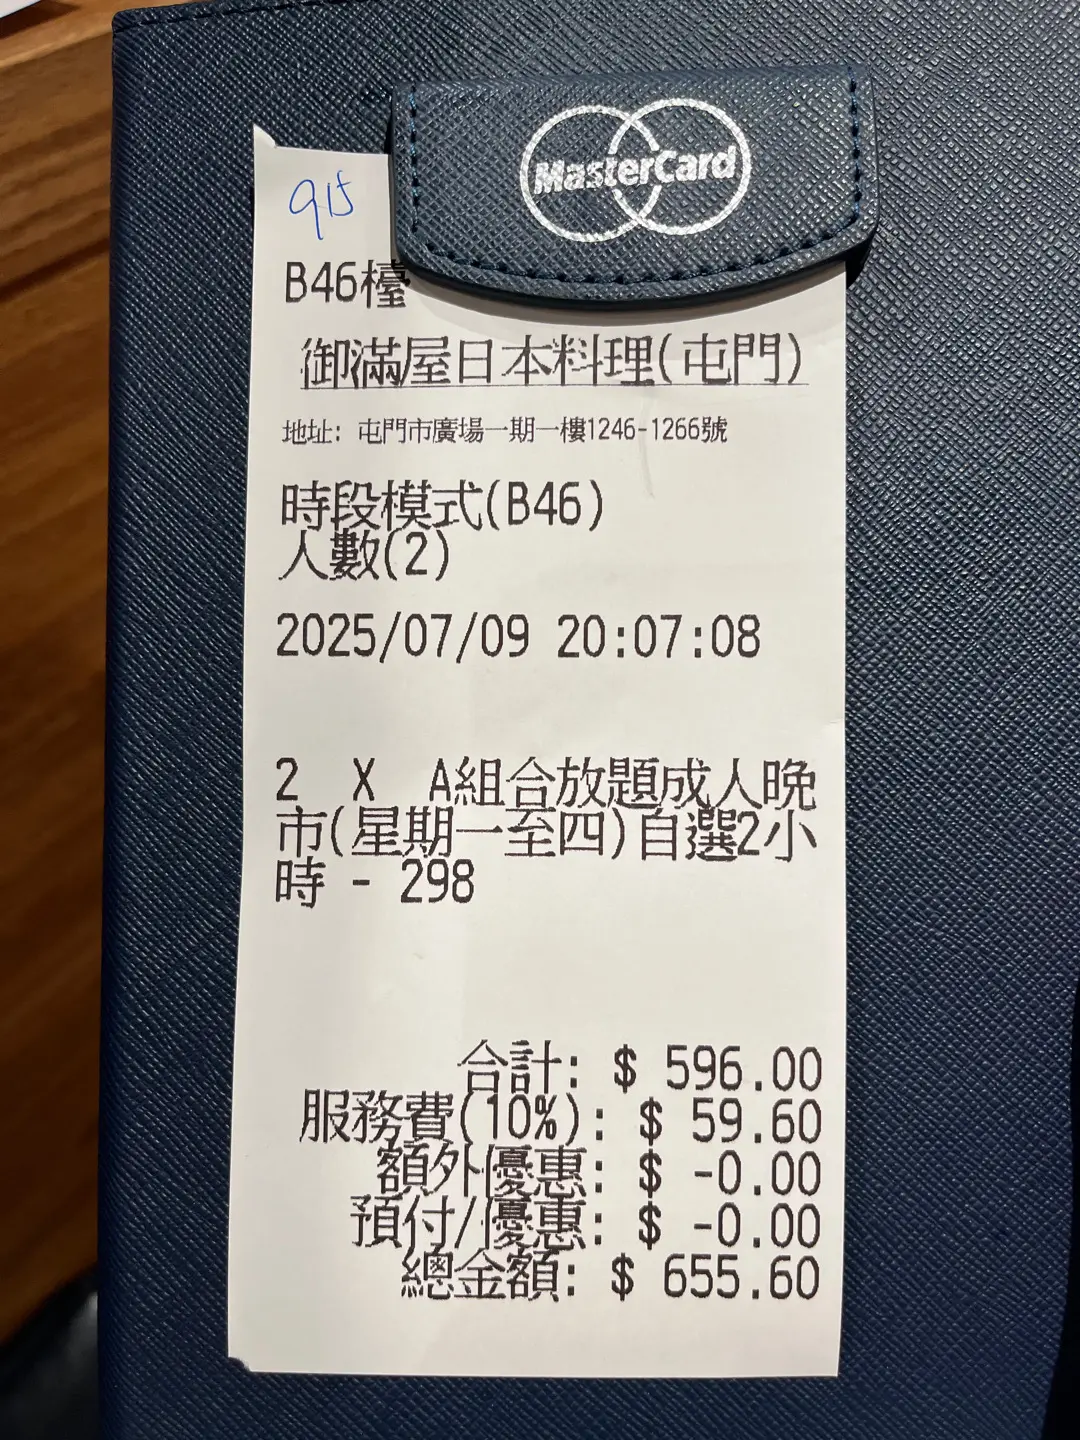 MasterCard
915
B46檯
御滿屋日本料理(屯門)
地址: 屯門市廣場一期一樓1246-1266號
時段模式(B46)
人數(2)
2025/07/09 20:07:08
2 X A組合放題成人晚
市(星期一至四)自選2小
時 - 298
合計: $ 596.00
服務費(10%): $ 59.60
額外優惠: $ -0.00
預付/優惠: $ -0.00
總金額: $ 655.60